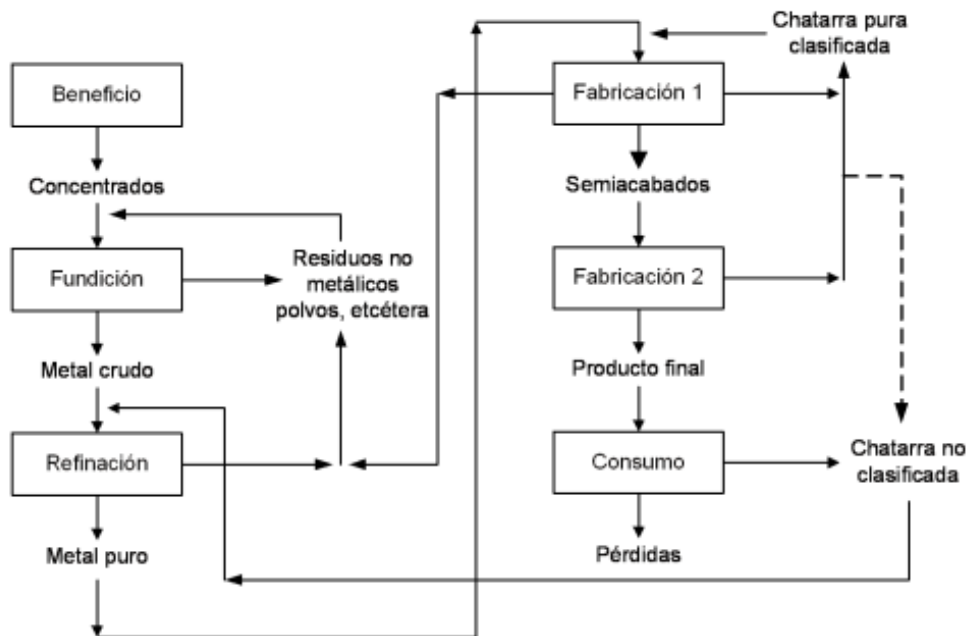 Beneficio
Concentrados
Fundición
Residuos no
metálicos
polvos, etcétera
Metal crudo
Refinación
Metal puro
Chatarra pura
clasificada
Fabricación 1
Semiacabados
Fabricación 2
Producto final
Consumo
Chatarra no
clasificada
Pérdidas